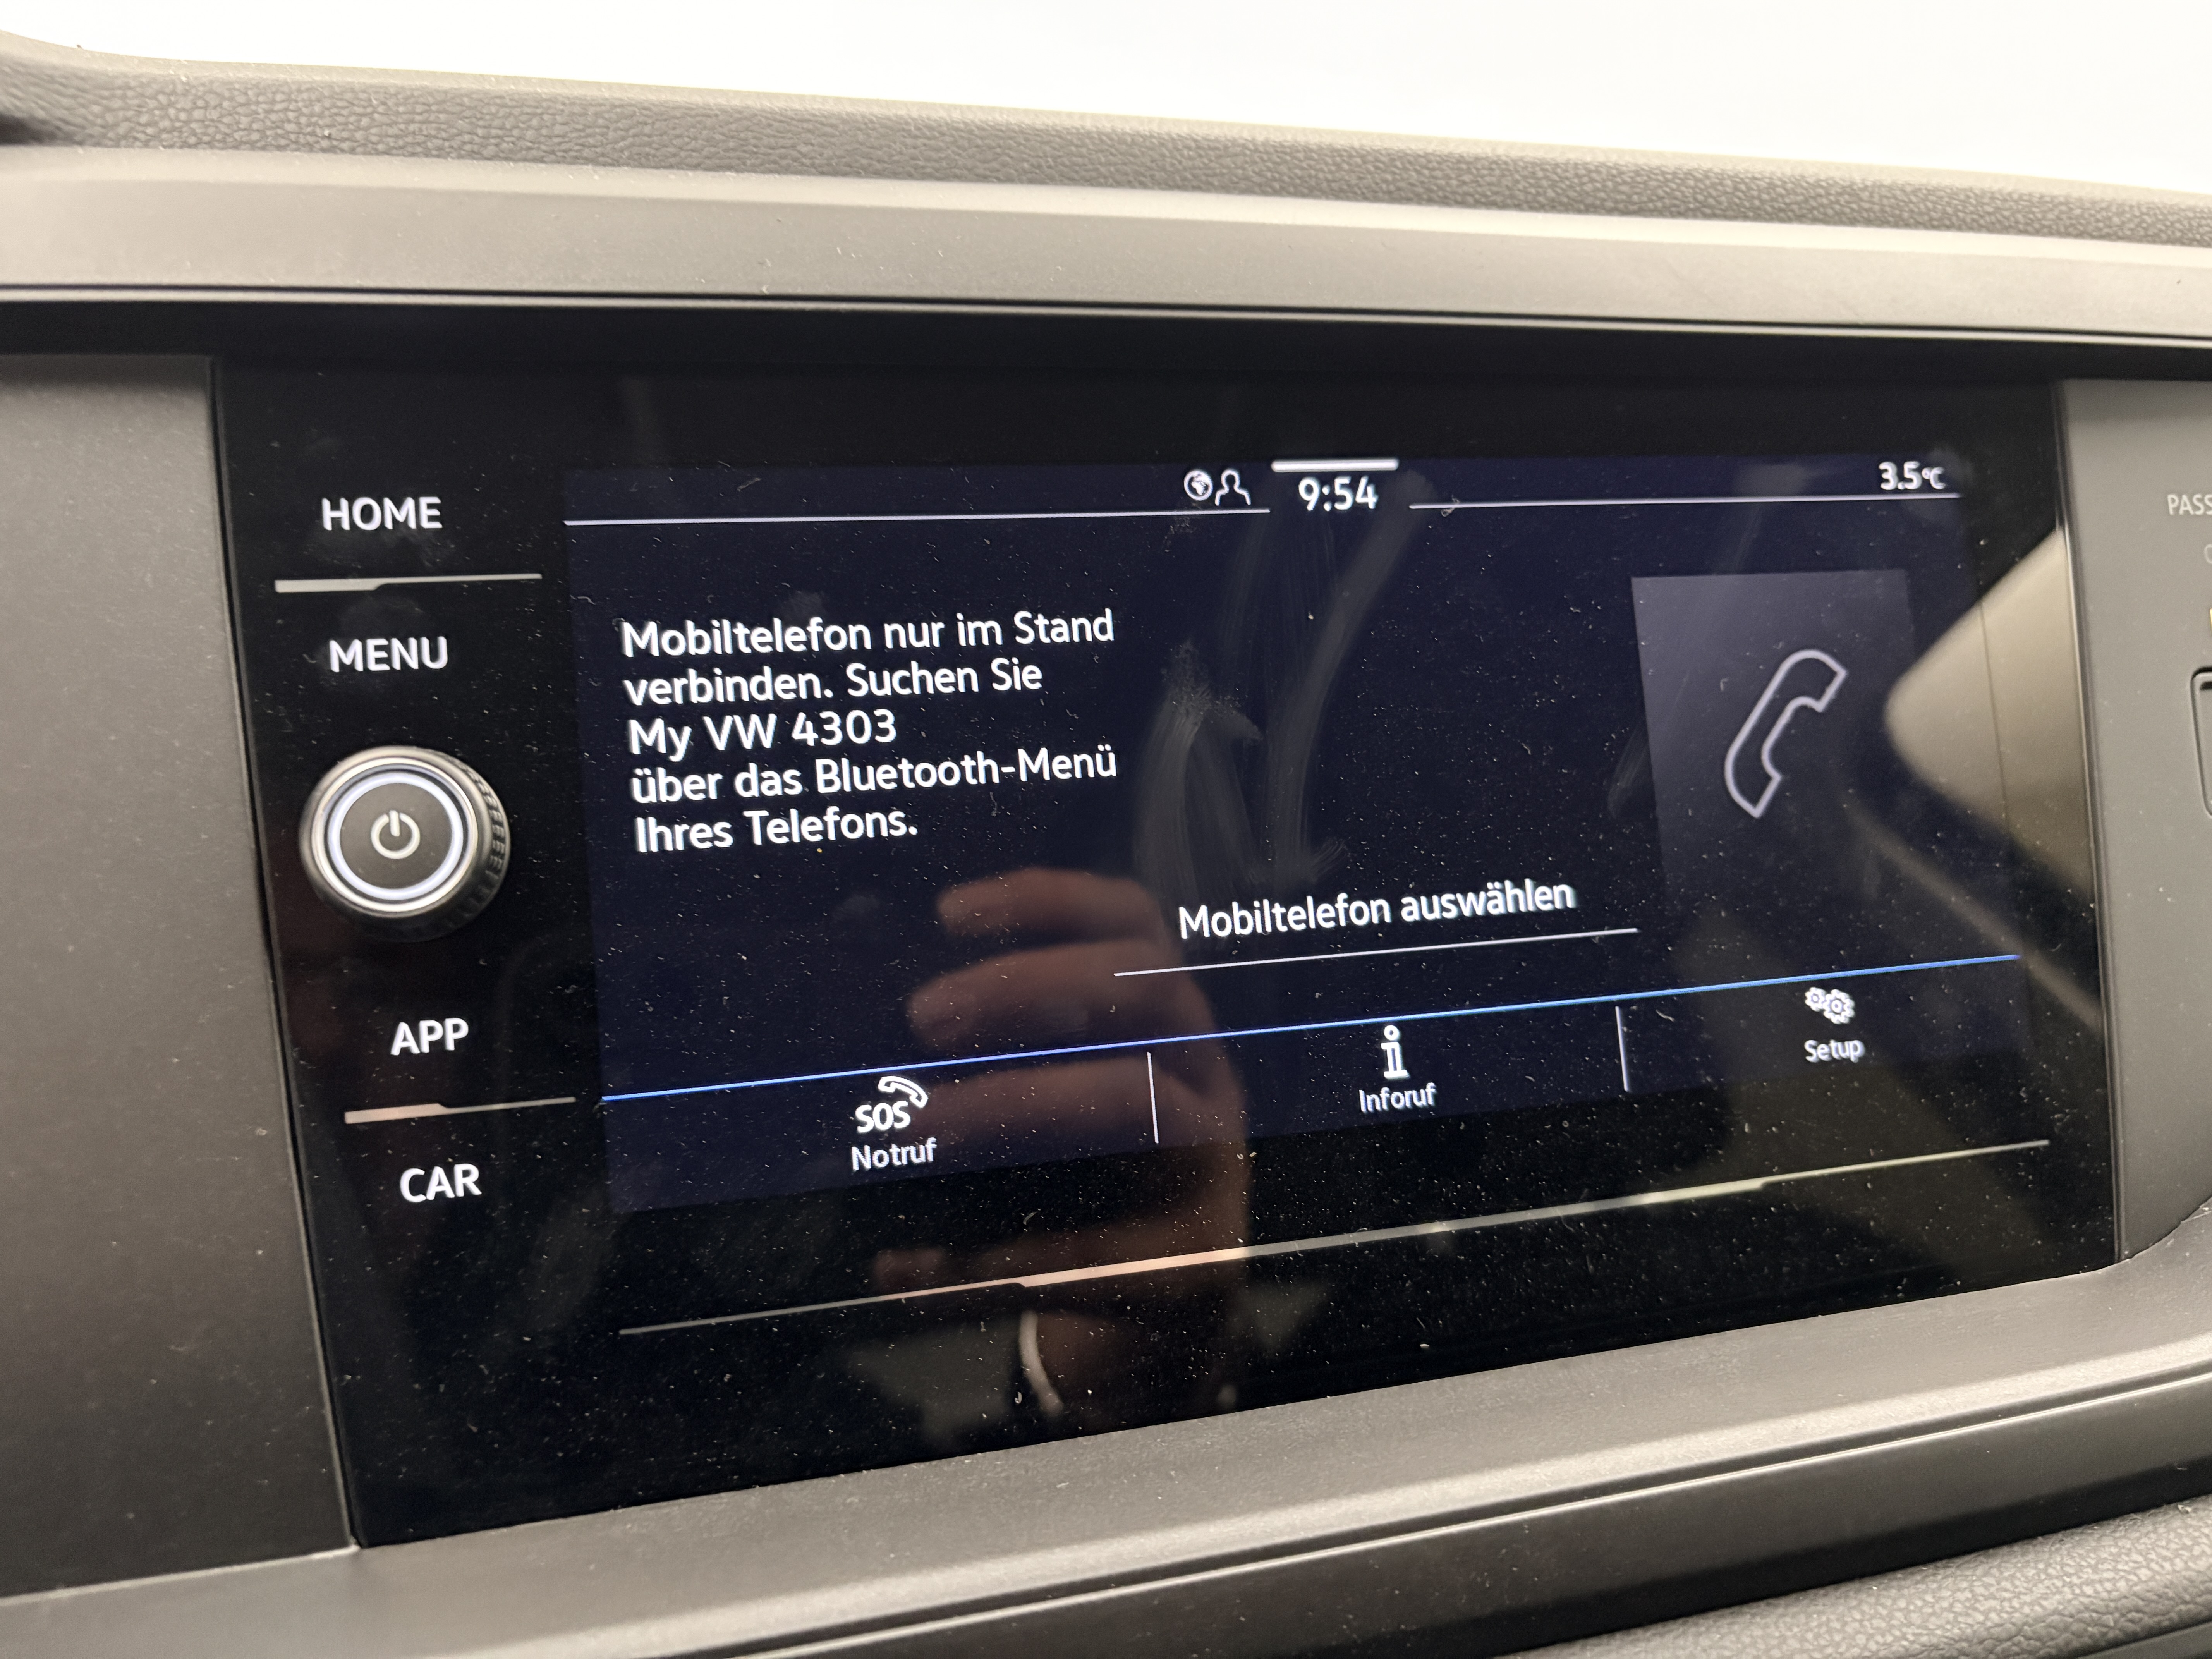 HOME
MENU
APP
CAR
9:54
3.5°C
Mobiltelefon nur im Stand
verbinden. Suchen Sie
My VW 4303
über das Bluetooth-Menü
Ihres Telefons.
Mobiltelefon auswählen
SOS
Notruf
Inforuf
Setup
PASS